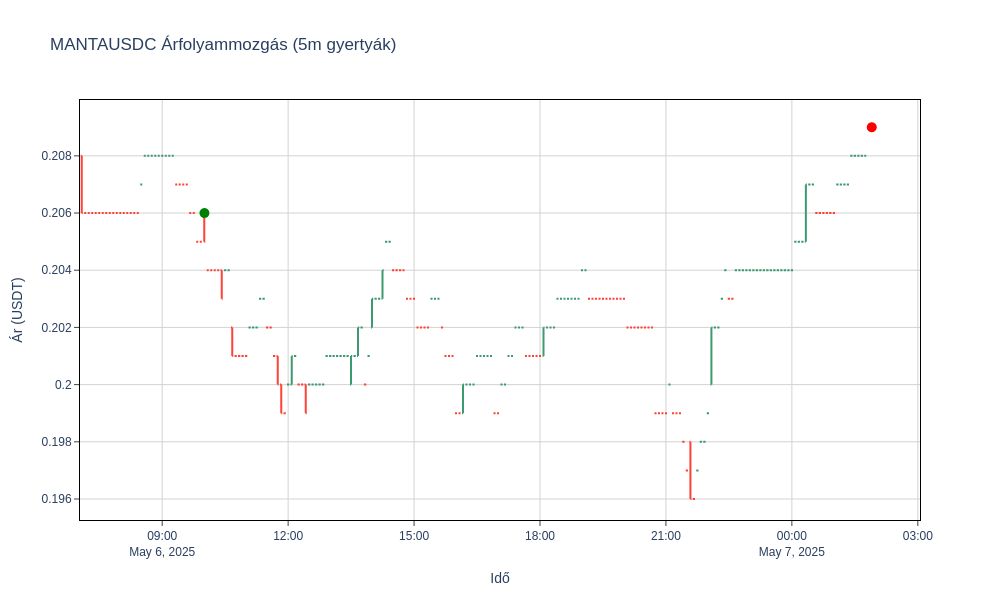 MANTAUSDC Árfolyammozgás (5m gyertyák)
0.208
0.206
0.204
0.202
0.2
0.198
0.196
Ár (USDT)
09:00 12:00 15:00 18:00 21:00 00:00 03:00
May 6, 2025 May 7, 2025
Idő